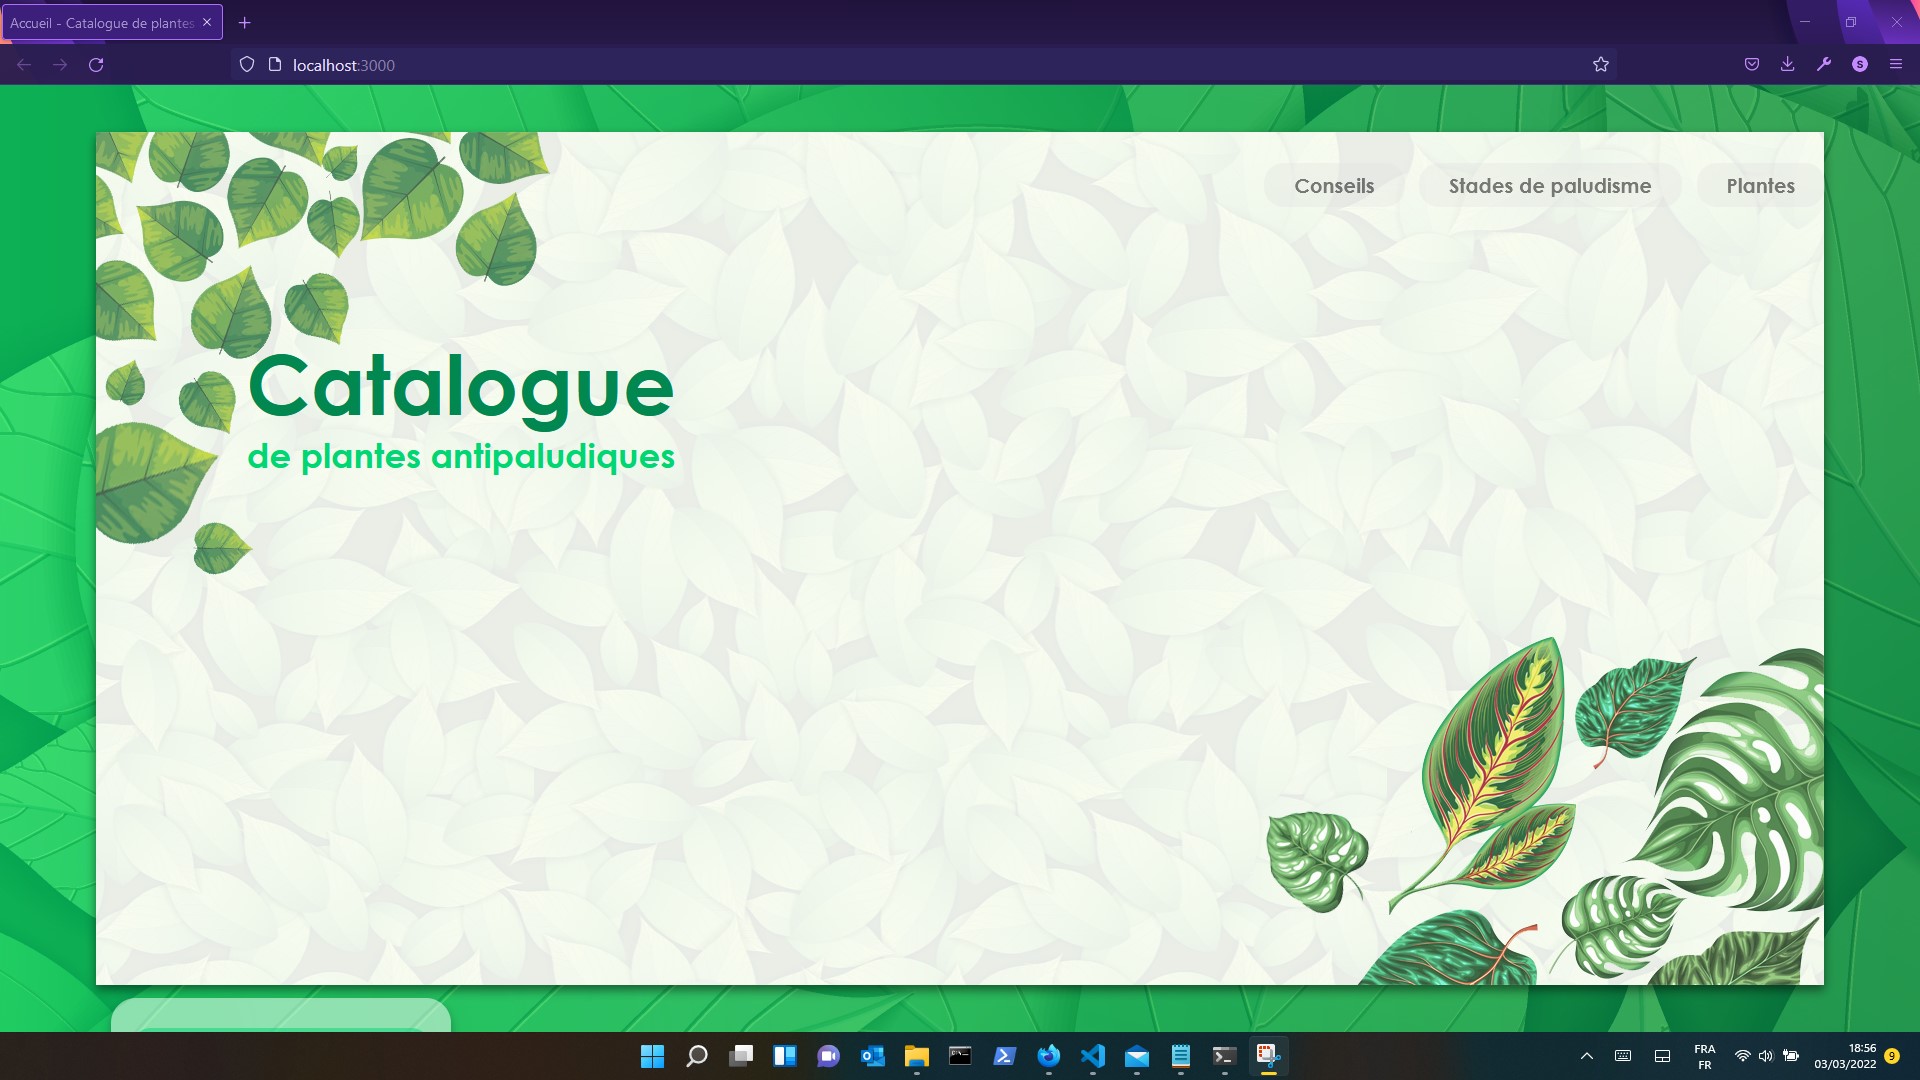 Accueil - Catalogue de plantes
localhost:3000
S
Conseils
Stades de paludisme
Plantes
Catalogue
de plantes antipaludiques
FRA
FR
18:56
03/03/2022
9